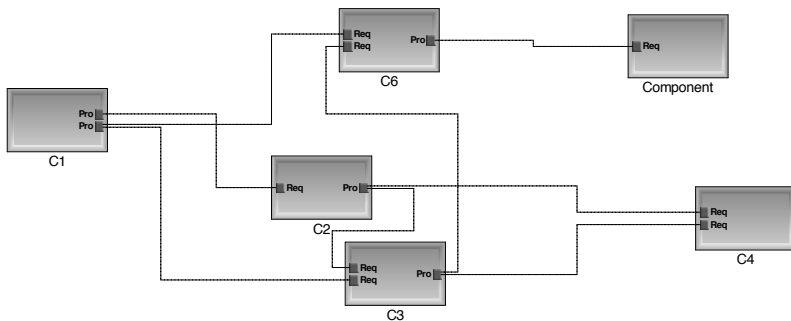 Req
Req
Pro
C6
Req
Component
Pro
Pro
C1
Req
Pro
C2
Req
Req
C4
Req
Req
Pro
C3